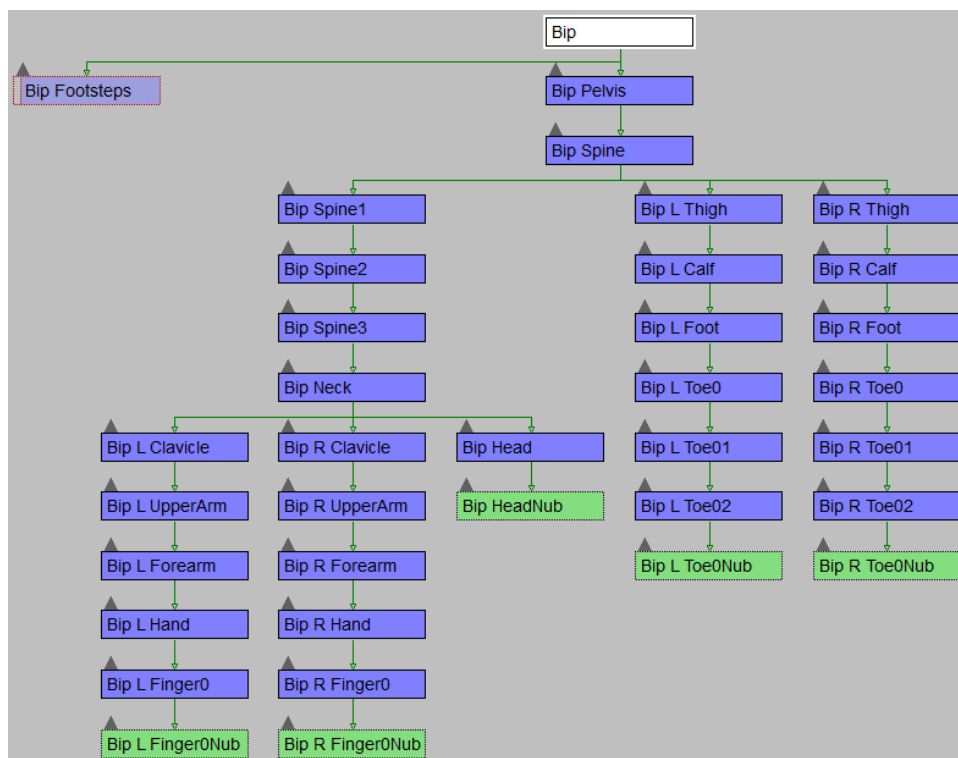 Bip
Bip Footsteps
Bip Pelvis
Bip Spine
Bip Spine1
Bip L Thigh
Bip R Thigh
Bip Spine2
Bip L Calf
Bip R Calf
Bip Spine3
Bip L Foot
Bip R Foot
Bip Neck
Bip L Toe0
Bip R Toe0
Bip L Clavicle
Bip R Clavicle
Bip Head
Bip L Toe01
Bip R Toe01
Bip L UpperArm
Bip R UpperArm
Bip HeadNub
Bip L Toe02
Bip R Toe02
Bip L Forearm
Bip R Forearm
Bip L Toe0Nub
Bip R Toe0Nub
Bip L Hand
Bip R Hand
Bip L Finger0
Bip R Finger0
Bip L Finger0Nub
Bip R Finger0Nub